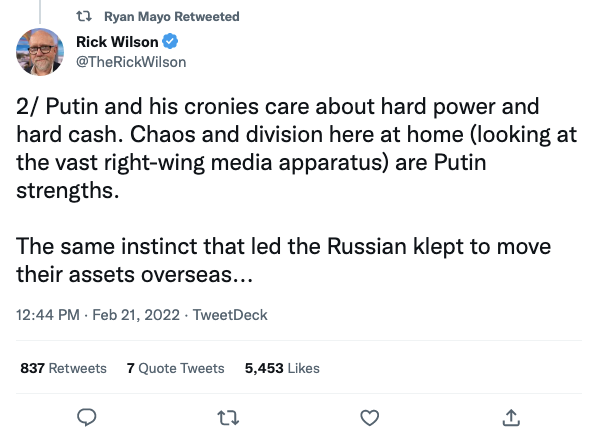 Ryan Mayo Retweeted
Rick Wilson
@TheRickWilson
2/ Putin and his cronies care about hard power and
hard cash. Chaos and division here at home (looking at
the vast right-wing media apparatus) are Putin
strengths.
The same instinct that led the Russian klept to move
their assets overseas…
12:44 PM · Feb 21, 2022 · TweetDeck
837 Retweets 7 Quote Tweets 5,453 Likes